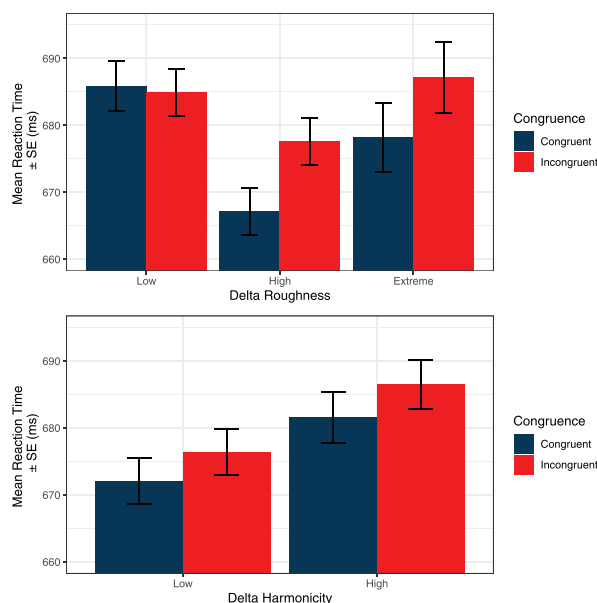 690
680
670
660
Mean Reaction Time
± SE (ms)
Low
High
Extreme
Delta Roughness
Congruence
Congruent
Incongruent
690
680
670
660
Mean Reaction Time
± SE (ms)
Low
High
Delta Harmonicity
Congruence
Congruent
Incongruent